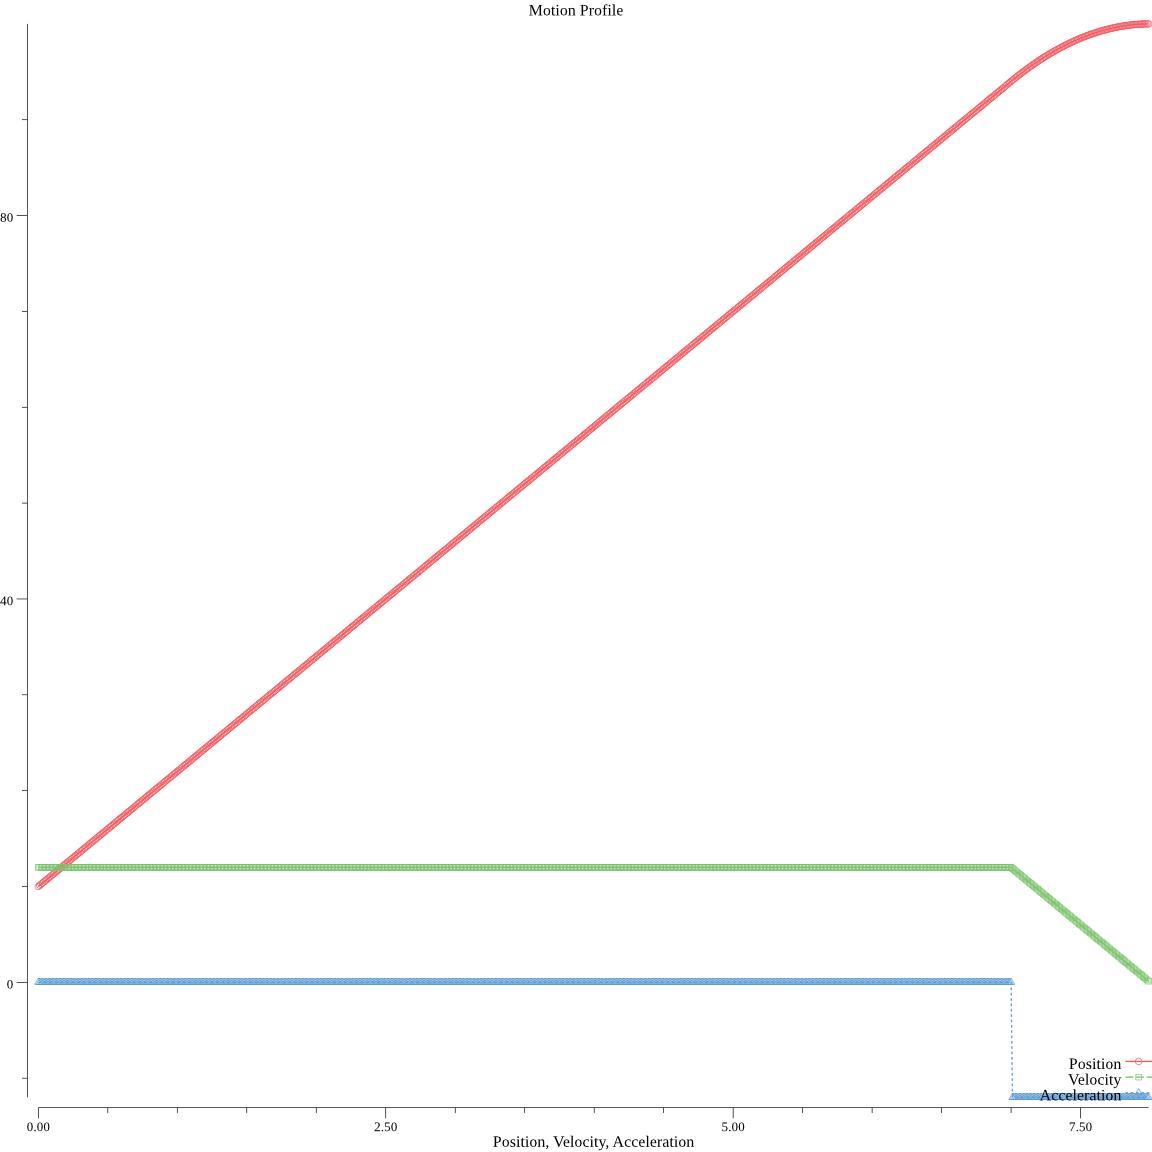 Motion Profile
80
40
0
Position
Velocity
Acceleration
0.00 2.50 5.00 7.50
Position, Velocity, Acceleration